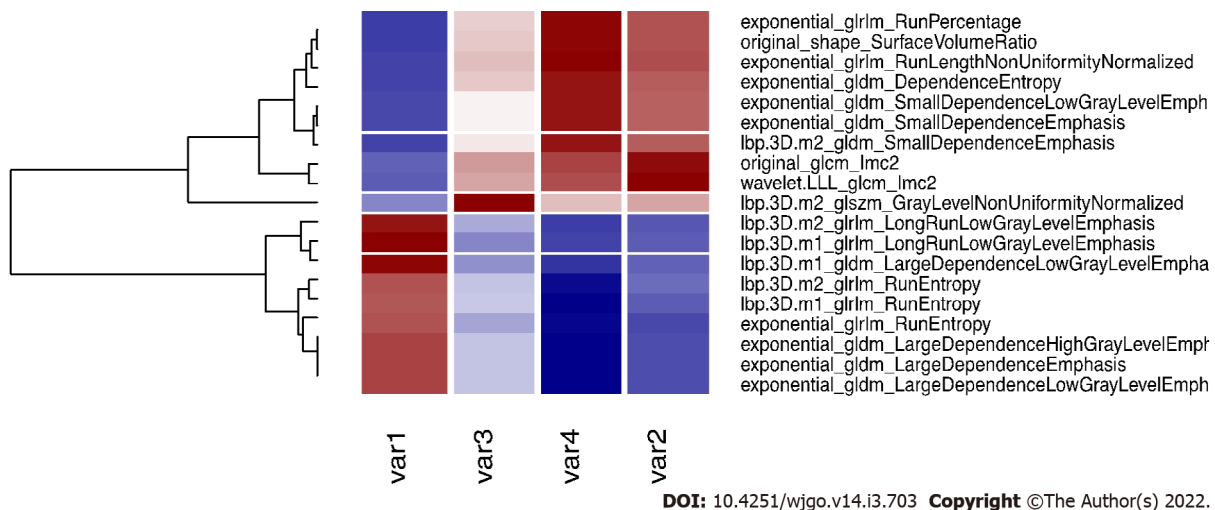 exponential_glrlm_RunPercentage
original_shape_SurfaceVolumeRatio
exponential_glrlm_RunLengthNonUniformityNormalized
exponential_gldm_DependenceEntropy
exponential_gldm_SmallDependenceLowGrayLevelEmph
exponential_gldm_SmallDependenceEmphasis
lbp.3D.m2_gldm_SmallDependenceEmphasis
original_glcm_Imc2
wavelet.LLL_glcm_Imc2
lbp.3D.m2_glszm_GrayLevelNonUniformityNormalized
lbp.3D.m2_glrlm_LongRunLowGrayLevelEmphasis
lbp.3D.m1_glrlm_LongRunLowGrayLevelEmphasis
lbp.3D.m1_gldm_LargeDependenceLowGrayLevelEmpha
lbp.3D.m2_glrlm_RunEntropy
lbp.3D.m1_glrlm_RunEntropy
exponential_glrlm_RunEntropy
exponential_gldm_LargeDependenceHighGrayLevelEmph
exponential_gldm_LargeDependenceEmphasis
exponential_gldm_LargeDependenceLowGrayLevelEmph
var1
var3
var4
var2
DOI: 10.4251/wjgo.v14.i3.703 Copyright ©The Author(s) 2022.